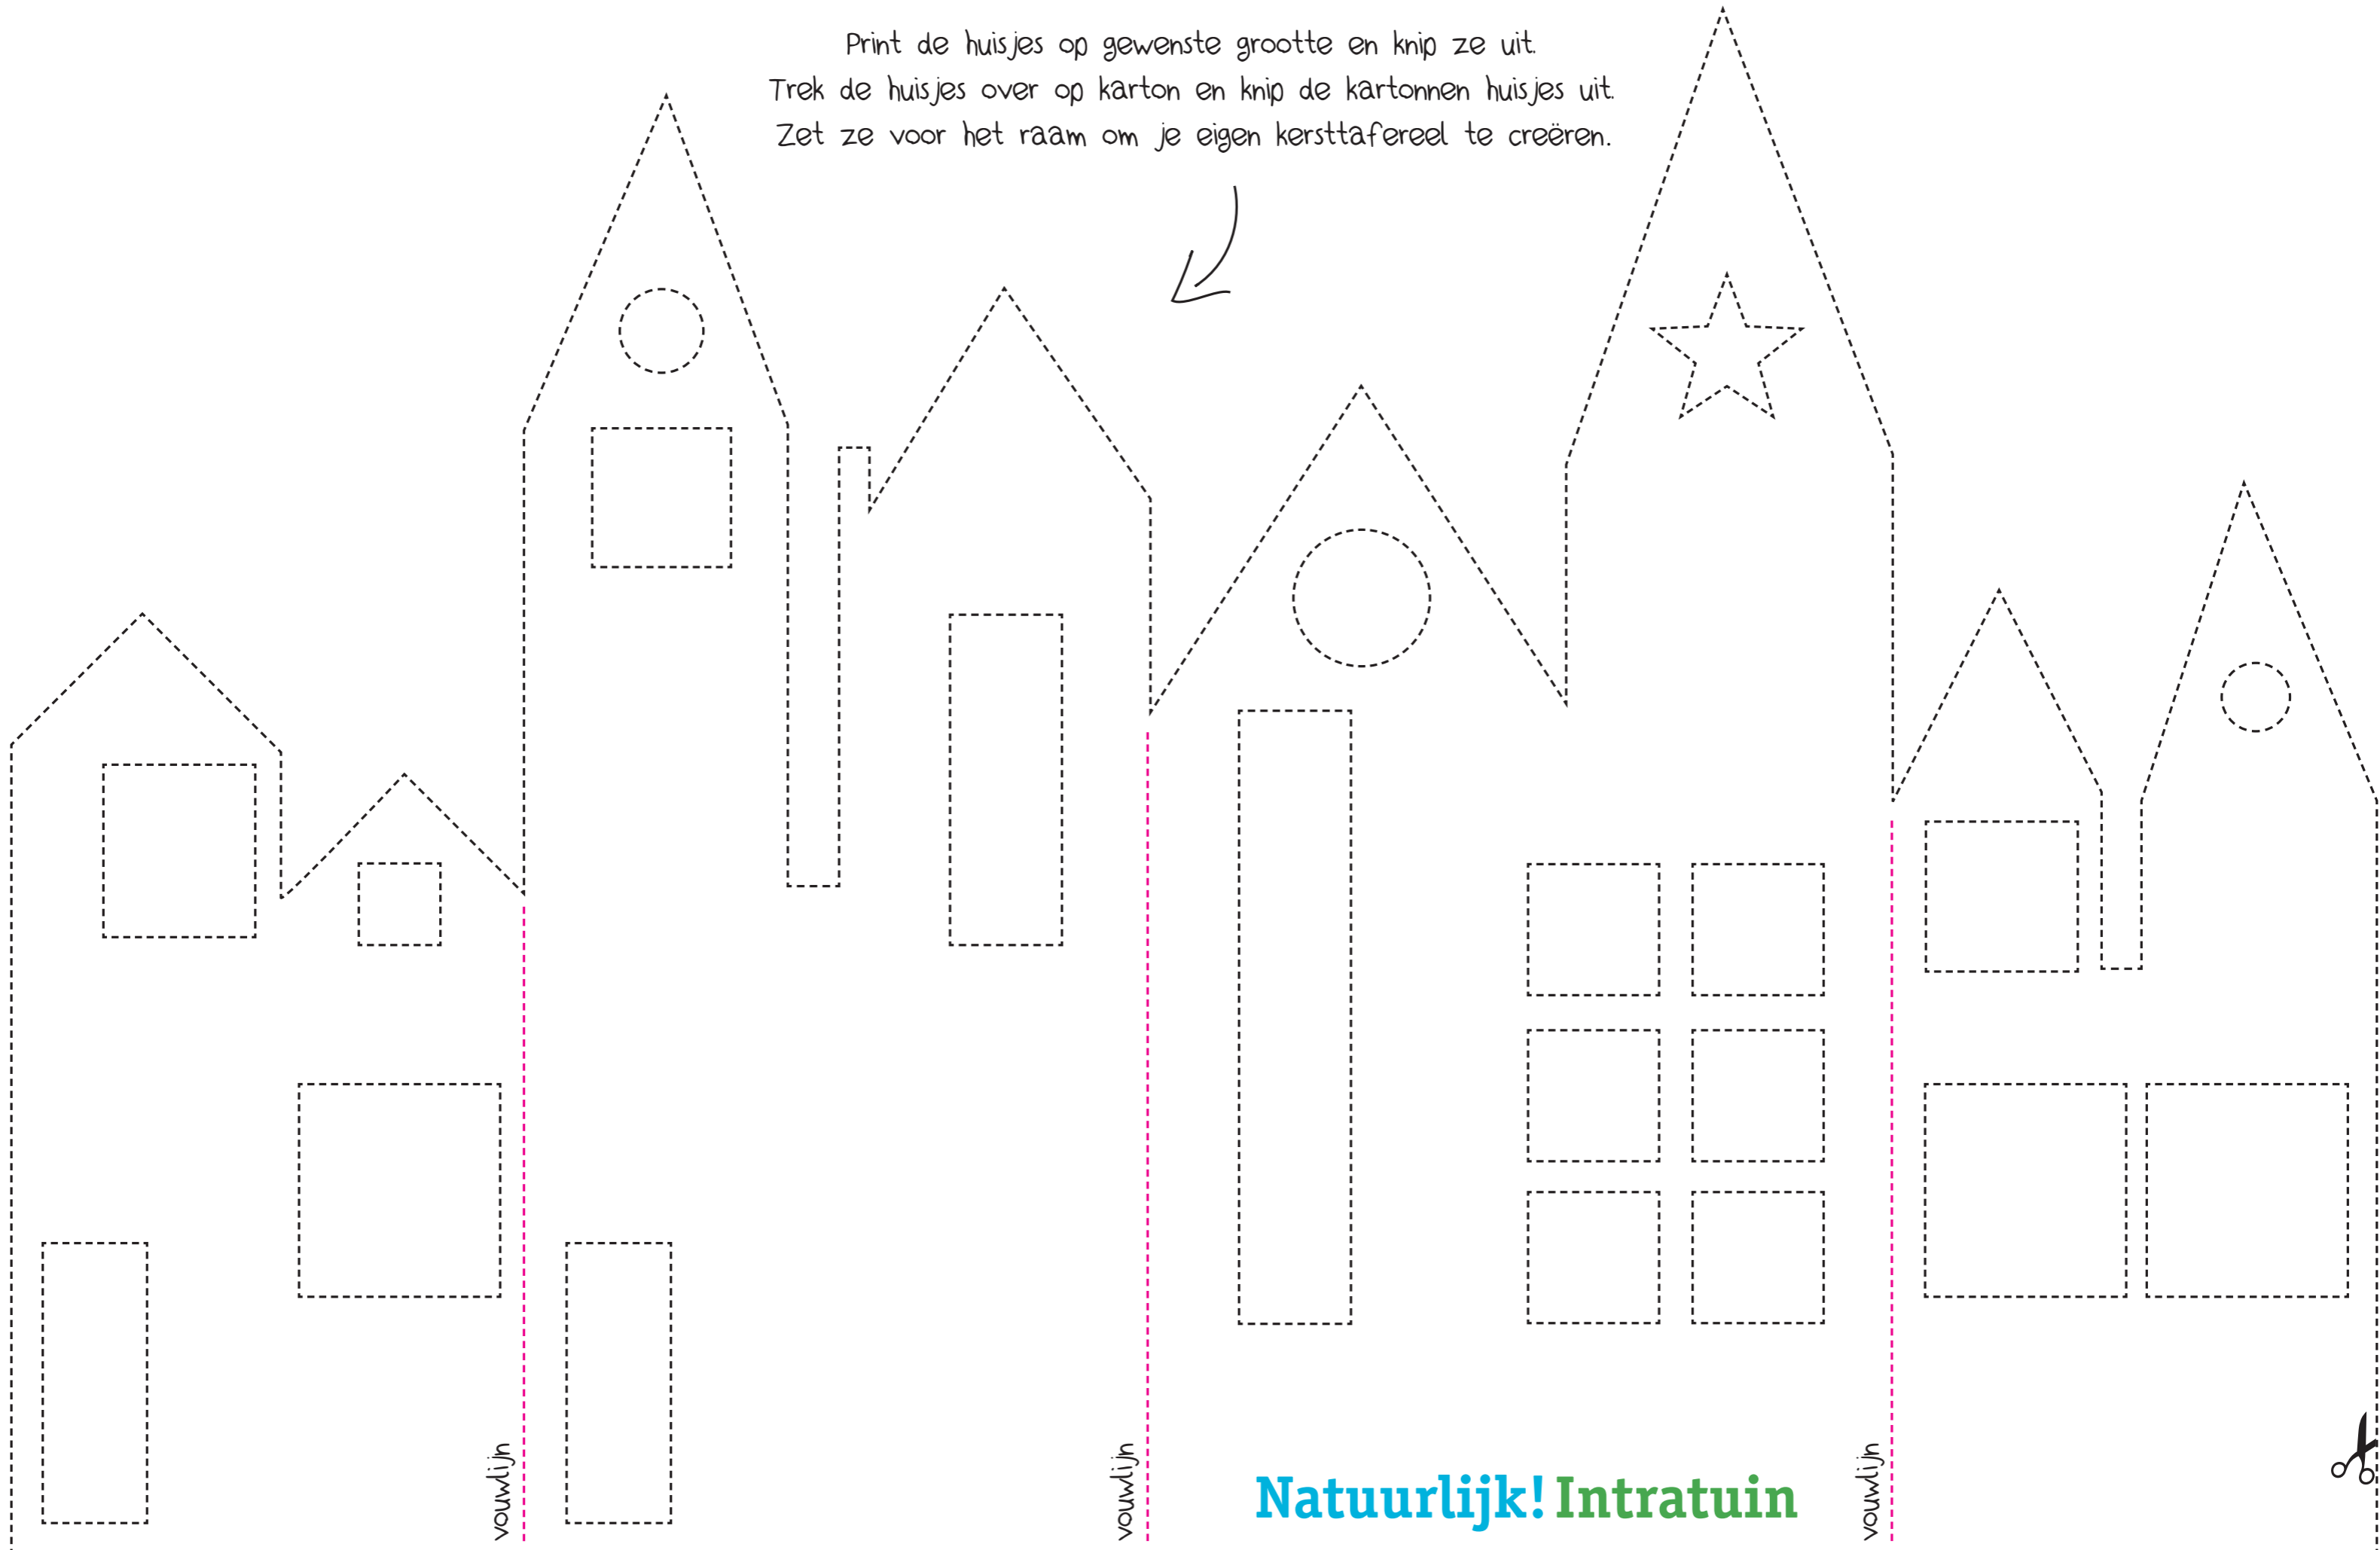 Print de huisjes op gewenste grootte en knip ze uit.
Trek de huisjes over op karton en knip de kartonnen huisjes uit.
Zet ze voor het raam om je eigen kersttafereel te creëren.
vouwlijn
vouwlijn
vouwlijn
Natuurlijk! Intratuin